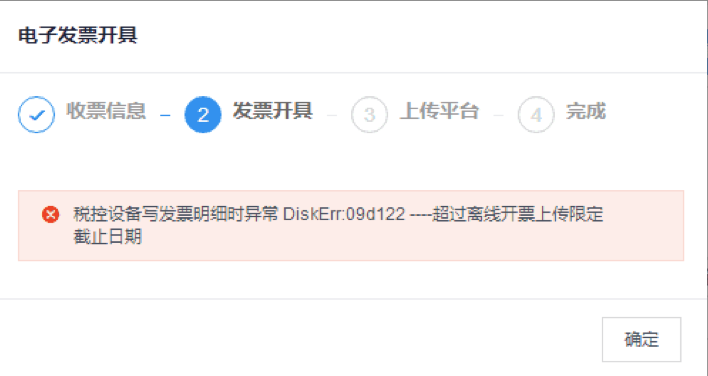 电子发票开具
收票信息 2 发票开具 3 上传平台 4 完成
税控设备写发票明细时异常 DiskErr:09d122 ----超过离线开票上传限定
截止日期
确定